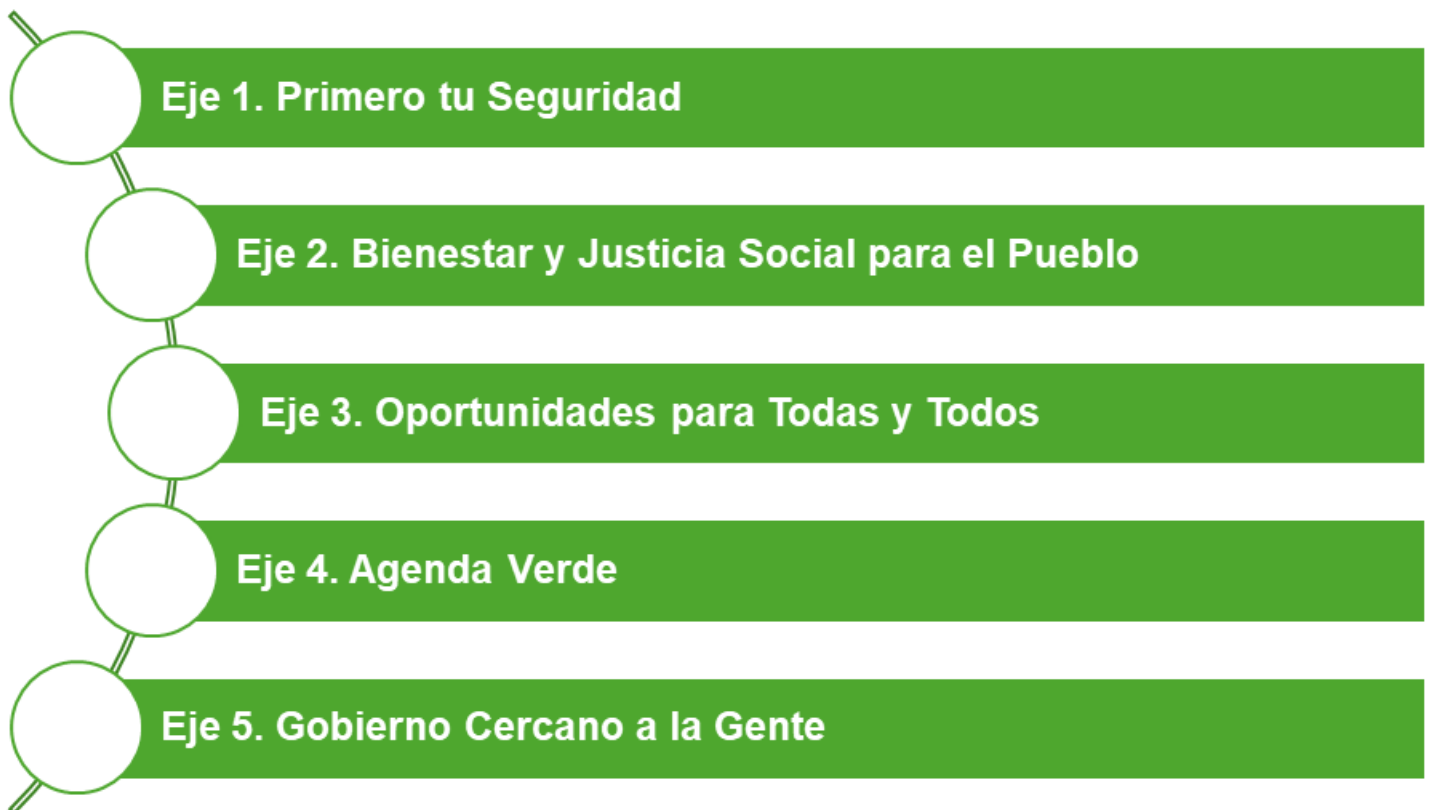 Eje 1. Primero tu Seguridad
Eje 2. Bienestar y Justicia Social para el Pueblo
Eje 3. Oportunidades para Todas y Todos
Eje 4. Agenda Verde
Eje 5. Gobierno Cercano a la Gente